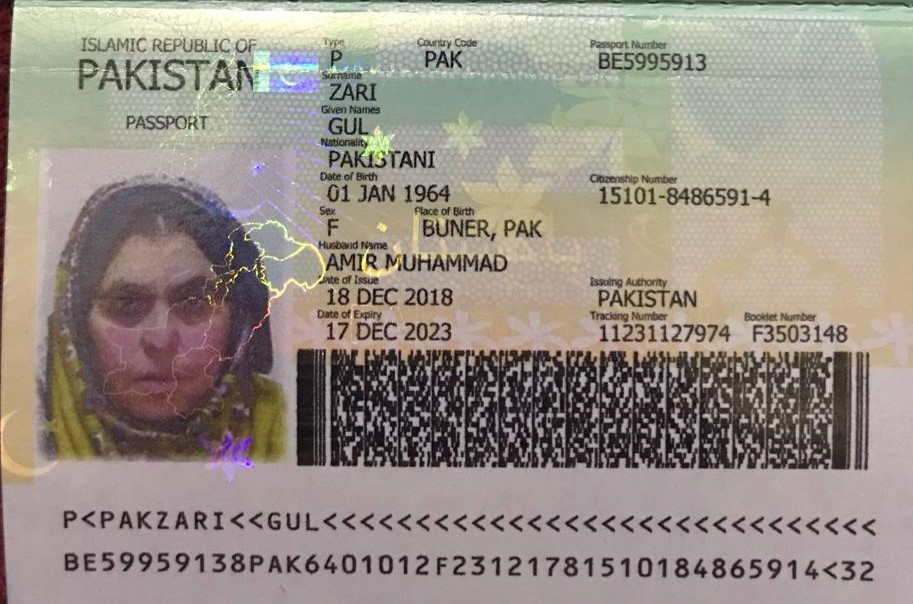 ISLAMIC REPUBLIC OF
PAKISTAN
PASSPORT
Type Country Code Passport Number
P PAK BE5995913
Surname
ZARI
Given Names
GUL
Nationality
PAKISTANI
Date of Birth Citizenship Number
01 JAN 1964 15101-8486591-4
Sex Place of Birth
F BUNER, PAK
Husband Name
AMIR MUHAMMAD
Date of Issue Issuing Authority
18 DEC 2018 PAKISTAN
Date of Expiry Tracking Number Booklet Number
17 DEC 2023 11231127974 F3503148
P<PAKZARI<<GUL<<<<<<<<<<<<<<<<<<<<<<<<<<<<<<
BE59959138PAK6401012F23121781510184865914<32